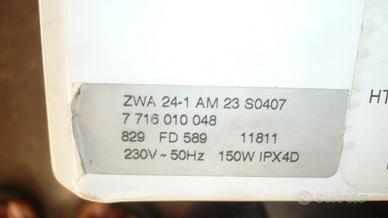 ZWA 24-1 AM 23 S0407
7 716 010 048
829 FD 589 11811
230V ~ 50Hz 150W IPX4D
HT
subito